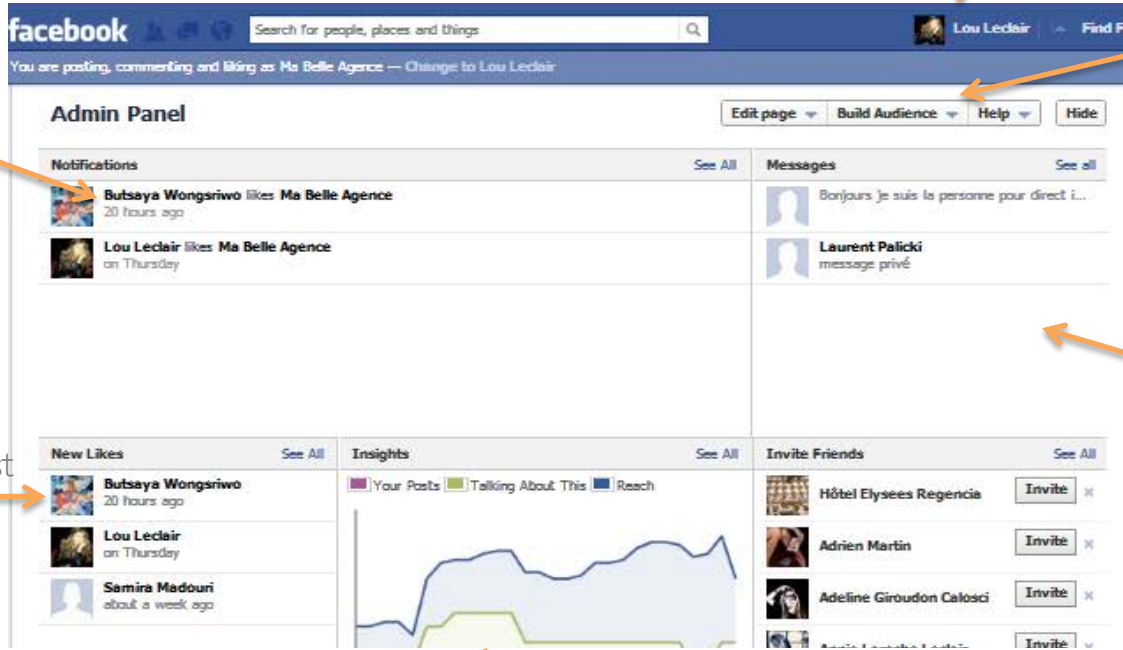 facebook Search for people, places and things Lou Leclair Find F
You are posting, commenting and liking as Ma Belle Agence — Change to Lou Leclair
Admin Panel Edit page Build Audience Help Hide
Notifications See All Messages See all
Butsaya Wongsriwo likes Ma Belle Agence
20 hours ago
Bonjours je suis la personne pour direct i...
Lou Leclair likes Ma Belle Agence
on Thursday
Laurent Palicki
message privé
New Likes See All Insights See All Invite Friends See All
st
Butsaya Wongsriwo
20 hours ago
Your Posts Talking About This Reach
Hôtel Elysees Regencia Invite
Lou Leclair
on Thursday
Adrien Martin Invite
Samira Madouri
about a week ago
Adeline Giroudon Calosci Invite
Invite